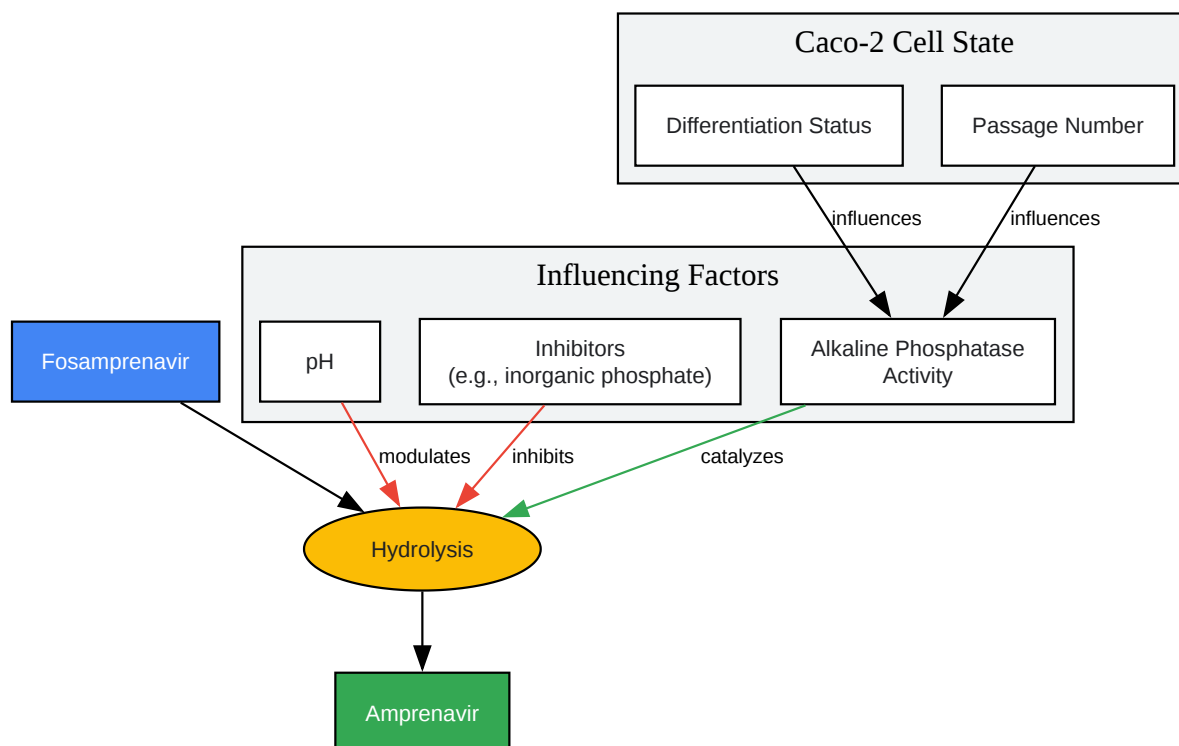 Caco-2 Cell State
Differentiation Status
Passage Number
influences
influences
Influencing Factors
Fosamprenavir
pH
Inhibitors
(e.g., inorganic phosphate)
Alkaline Phosphatase
Activity
modulates
inhibits
catalyzes
Hydrolysis
Amprenavir